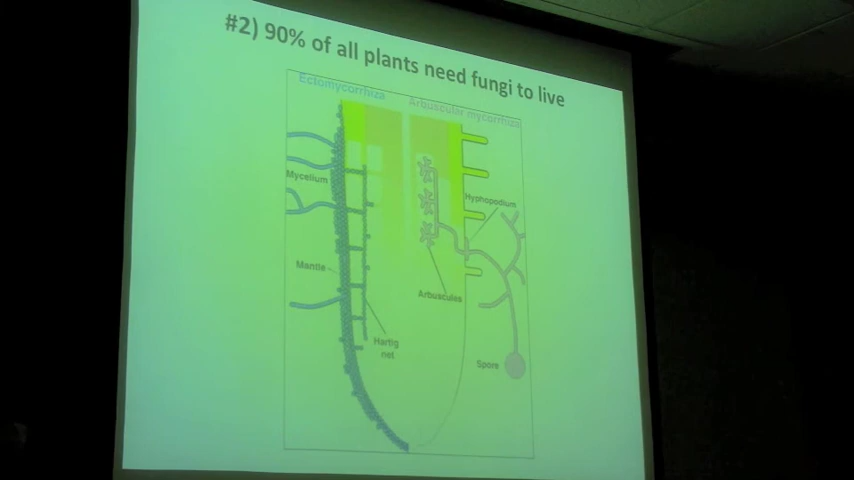 #2) 90% of all plants need fungi to live
Ectomycorrhiza
Arbuscular mycorrhiza
Mycelium
Hyphopodium
Mantle
Arbuscules
Hartig
net
Spore